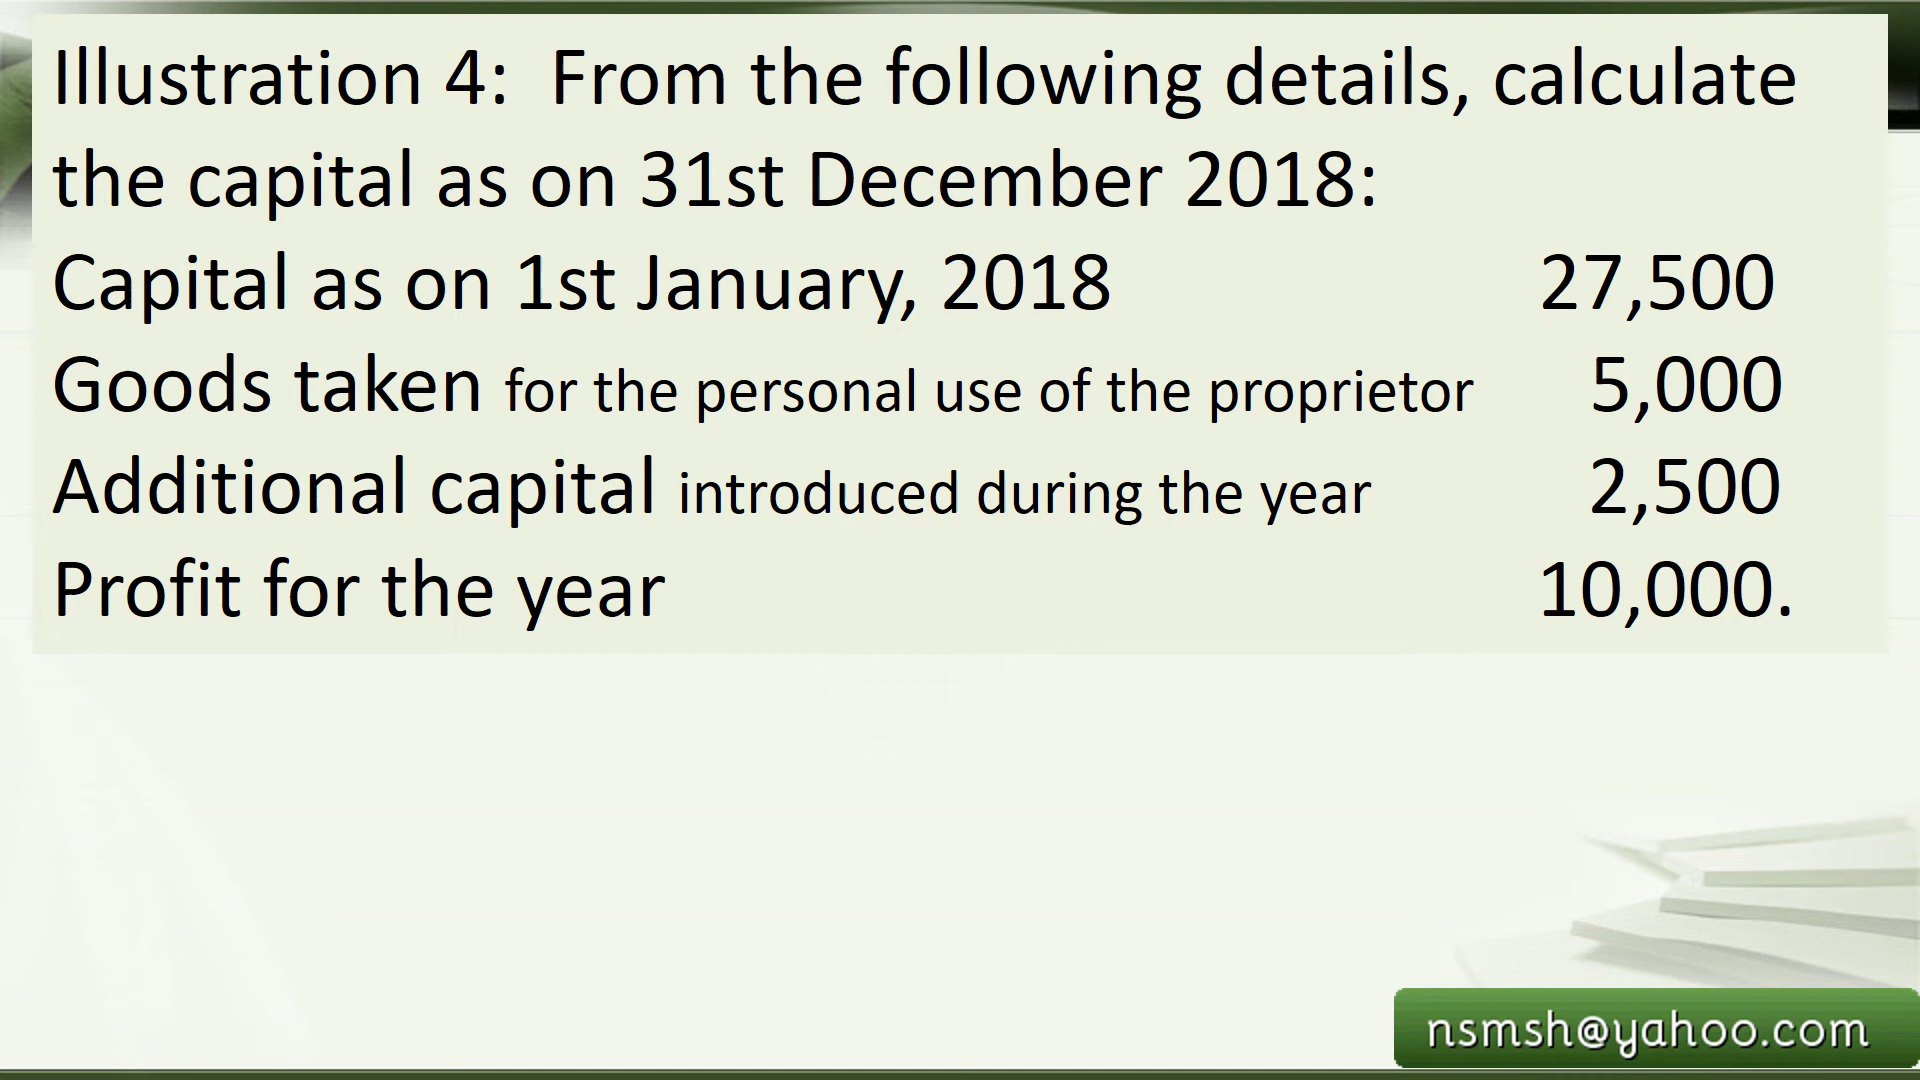 Illustration 4:  From the following details, calculate
the capital as on 31st December 2018:
Capital as on 1st January, 2018 27,500
Goods taken for the personal use of the proprietor 5,000
Additional capital introduced during the year 2,500
Profit for the year 10,000.
nsmsh@yahoo.com